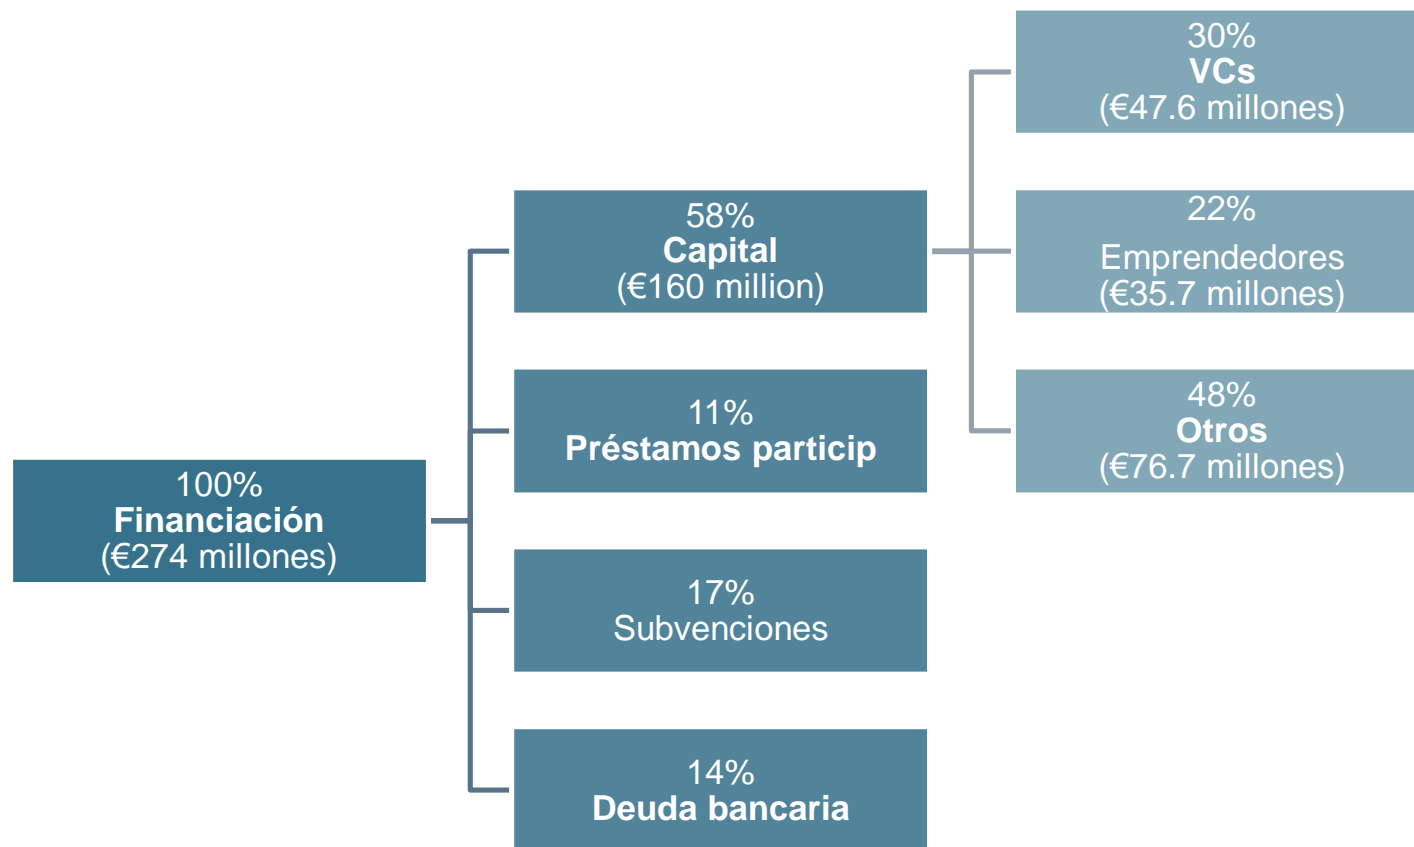 100%
Financiación
(€274 millones)
58%
Capital
(€160 million)
11%
Préstamos particip
17%
Subvenciones
14%
Deuda bancaria
30%
VCs
(€47.6 millones)
22%
Emprendedores
(€35.7 millones)
48%
Otros
(€76.7 millones)